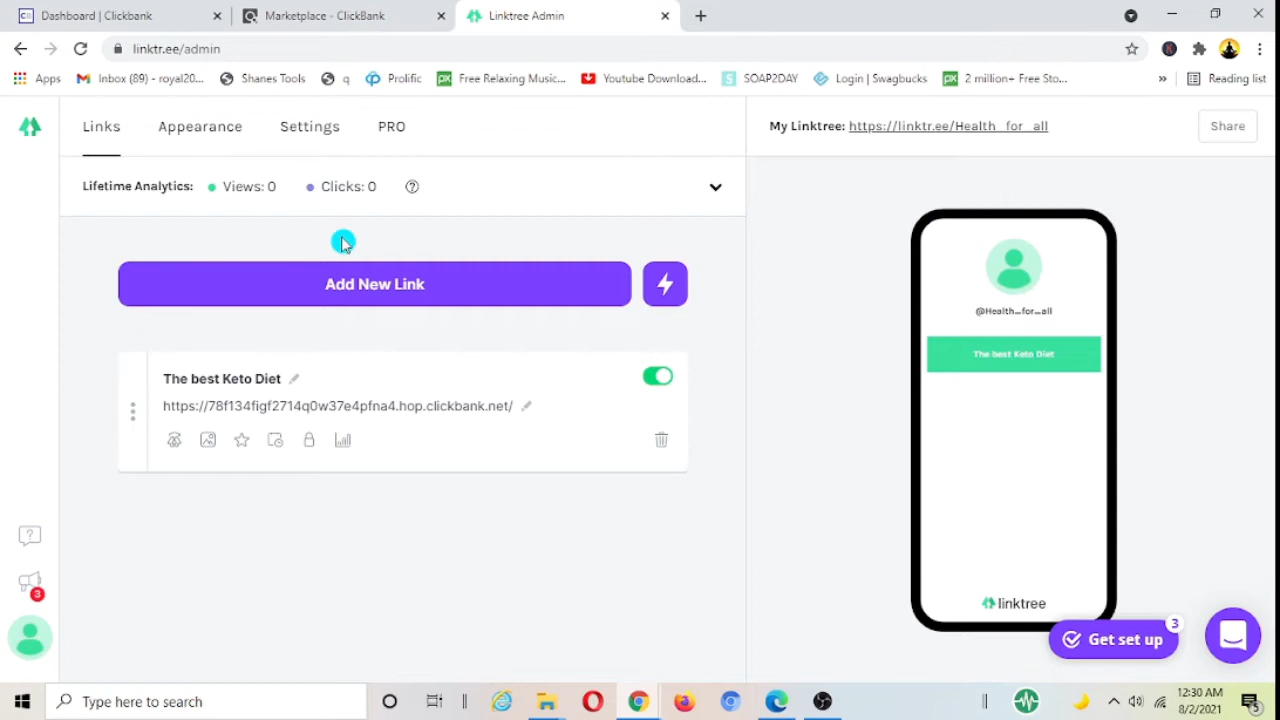 Dashboard | Clickbank
Marketplace - ClickBank
Linktree Admin
linktr.ee/admin
Apps
Inbox (89) - royal20...
Shanes Tools
q
Prolific
Free Relaxing Music...
Youtube Download...
SOAP2DAY
Login | Swagbucks
2 million+ Free Sto...
»
Reading list
Links
Appearance
Settings
PRO
My Linktree: https://linktr.ee/Health_for_all
Share
Lifetime Analytics:
Views: 0
Clicks: 0
Add New Link
@Health_for_all
The best Keto Diet
The best Keto Diet
https://78f134figf2714q0w37e4pfna4.hop.clickbank.net/
3
linktree
Get set up
3
Type here to search
12:30 AM
8/2/2021
5